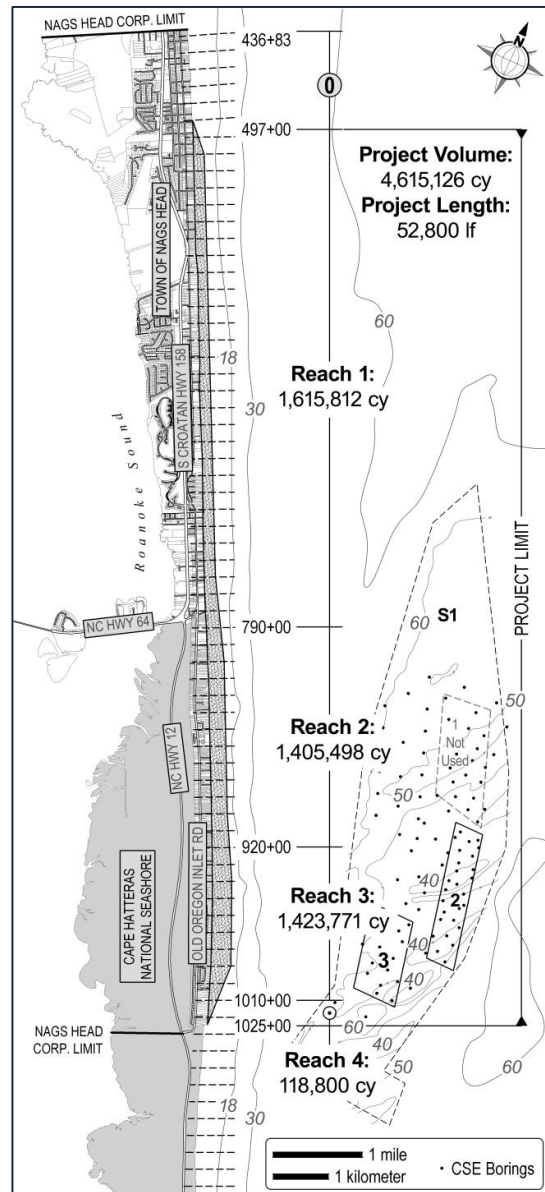 NAGS HEAD CORP. LIMIT
436+83
N
0
497+00
Project Volume:
4,615,126 cy
Project Length:
52,800 lf
TOWN OF NAGS HEAD
S CROATAN HWY 158
60
18
30
Reach 1:
1,615,812 cy
Roanoke Sound
PROJECT LIMIT
S1
60
NC HWY 64
790+00
50
1
Not
Used
Reach 2:
1,405,498 cy
NC HWY 12
50
OLD OREGON INLET RD
920+00
CAPE HATTERAS
NATIONAL SEASHORE
40
2
Reach 3:
1,423,771 cy
3
40
40
40
1010+00
1025+00
NAGS HEAD
CORP. LIMIT
60
40
Reach 4:
118,800 cy
50
60
18
30
1 mile
1 kilometer
• CSE Borings